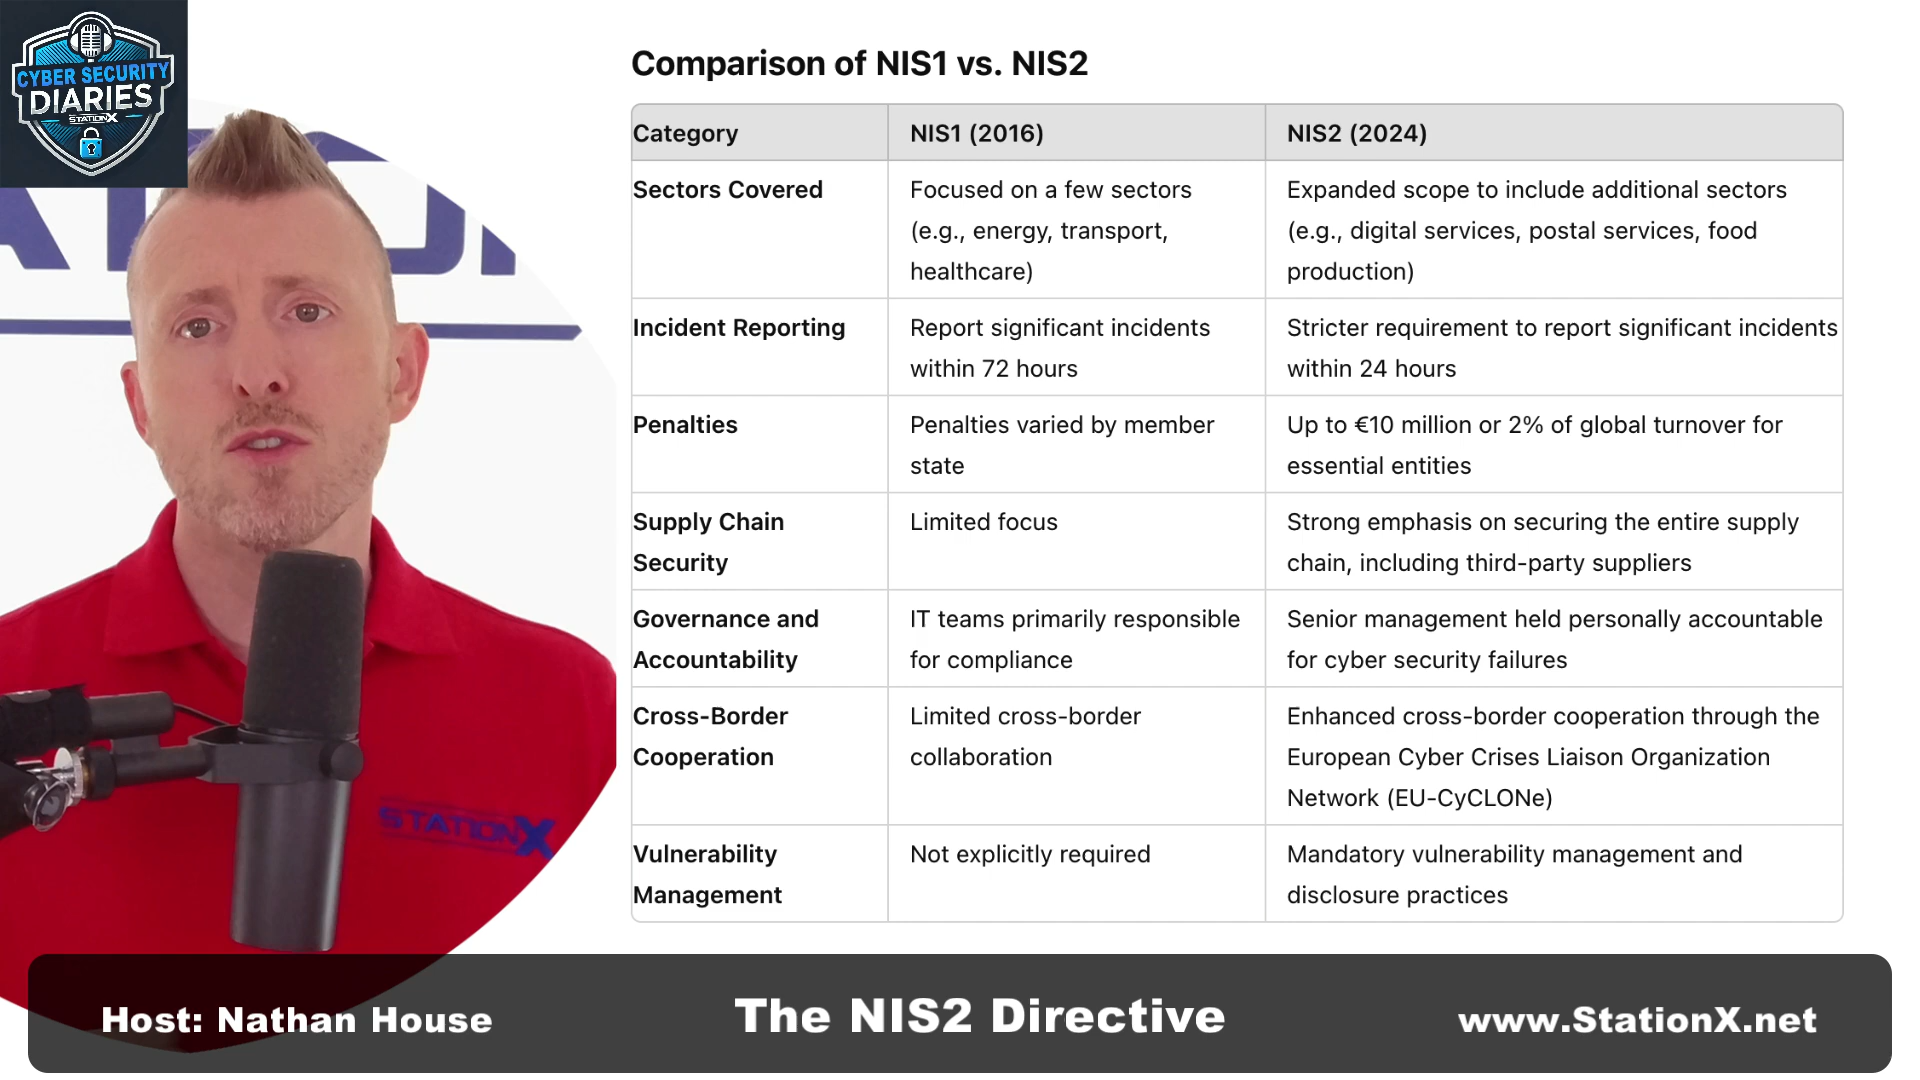 CYBER SECURITY
DIARIES
STATIONX
Comparison of NIS1 vs. NIS2
Category
NIS1 (2016)
NIS2 (2024)
Sectors Covered
Focused on a few sectors
(e.g., energy, transport,
healthcare)
Expanded scope to include additional sectors
(e.g., digital services, postal services, food
production)
Incident Reporting
Report significant incidents
within 72 hours
Stricter requirement to report significant incidents
within 24 hours
Penalties
Penalties varied by member
state
Up to €10 million or 2% of global turnover for
essential entities
Supply Chain
Security
Limited focus
Strong emphasis on securing the entire supply
chain, including third-party suppliers
Governance and
Accountability
IT teams primarily responsible
for compliance
Senior management held personally accountable
for cyber security failures
Cross-Border
Cooperation
Limited cross-border
collaboration
Enhanced cross-border cooperation through the
European Cyber Crises Liaison Organization
Network (EU-CyCLONe)
Vulnerability
Management
Not explicitly required
Mandatory vulnerability management and
disclosure practices
STATIONX
Host: Nathan House
The NIS2 Directive
www.StationX.net